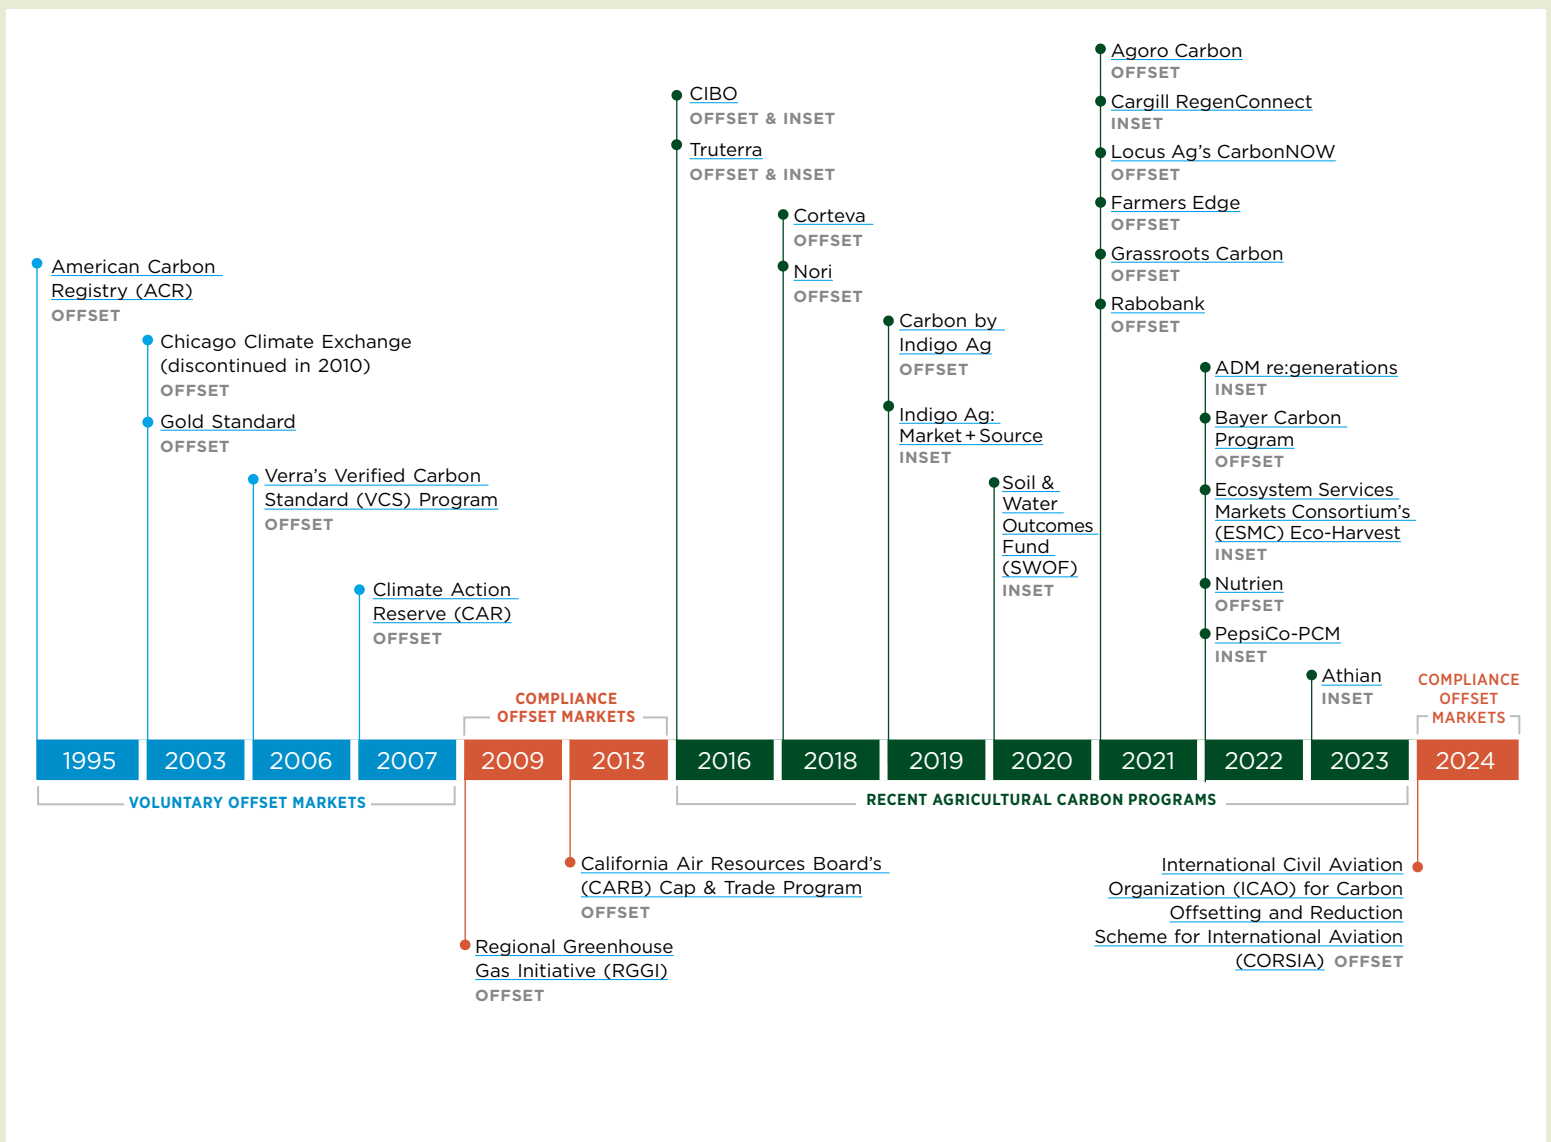 American Carbon
Registry (ACR)
OFFSET
Chicago Climate Exchange
(discontinued in 2010)
OFFSET
Gold Standard
OFFSET
Verra’s Verified Carbon
Standard (VCS) Program
OFFSET
Climate Action
Reserve (CAR)
OFFSET
COMPLIANCE
OFFSET MARKETS
CIBO
OFFSET & INSET
Truterra
OFFSET & INSET
Corteva
OFFSET
Nori
OFFSET
Carbon by
Indigo Ag
OFFSET
Indigo Ag:
Market+Source
INSET
Soil &
Water
Outcomes
Fund
(SWOF)
INSET
Agoro Carbon
OFFSET
Cargill RegenConnect
INSET
Locus Ag’s CarbonNOW
OFFSET
Farmers Edge
OFFSET
Grassroots Carbon
OFFSET
Rabobank
OFFSET
ADM re:generations
INSET
Bayer Carbon
Program
OFFSET
Ecosystem Services
Markets Consortium’s
(ESMC) Eco-Harvest
INSET
Nutrien
OFFSET
PepsiCo-PCM
INSET
Athian
INSET
COMPLIANCE
OFFSET
MARKETS
1995 2003 2006 2007 2009 2013 2016 2018 2019 2020 2021 2022 2023 2024
VOLUNTARY OFFSET MARKETS
RECENT AGRICULTURAL CARBON PROGRAMS
California Air Resources Board’s
(CARB) Cap & Trade Program
OFFSET
Regional Greenhouse
Gas Initiative (RGGI)
OFFSET
International Civil Aviation
Organization (ICAO) for Carbon
Offsetting and Reduction
Scheme for International Aviation
(CORSIA) OFFSET